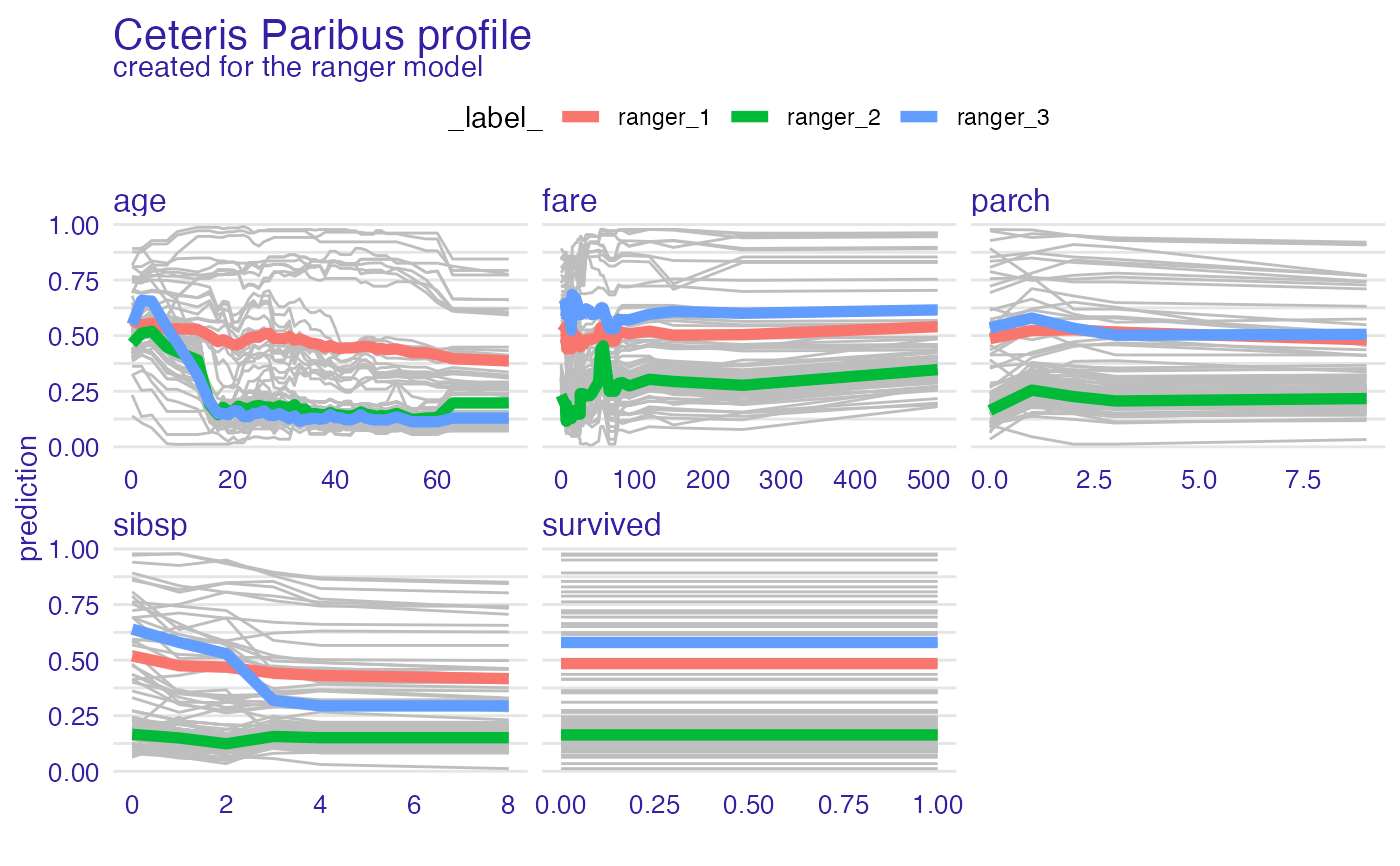 Ceteris Paribus profile
created for the ranger model
_label_ ranger_1 ranger_2 ranger_3
age fare parch
1.00
0.75
0.50
0.25
0.00
0 20 40 60 0 100 200 300 400 500 0.0 2.5 5.0 7.5
prediction
sibsp survived
1.00
0.75
0.50
0.25
0.00
0 2 4 6 8 0.00 0.25 0.50 0.75 1.00